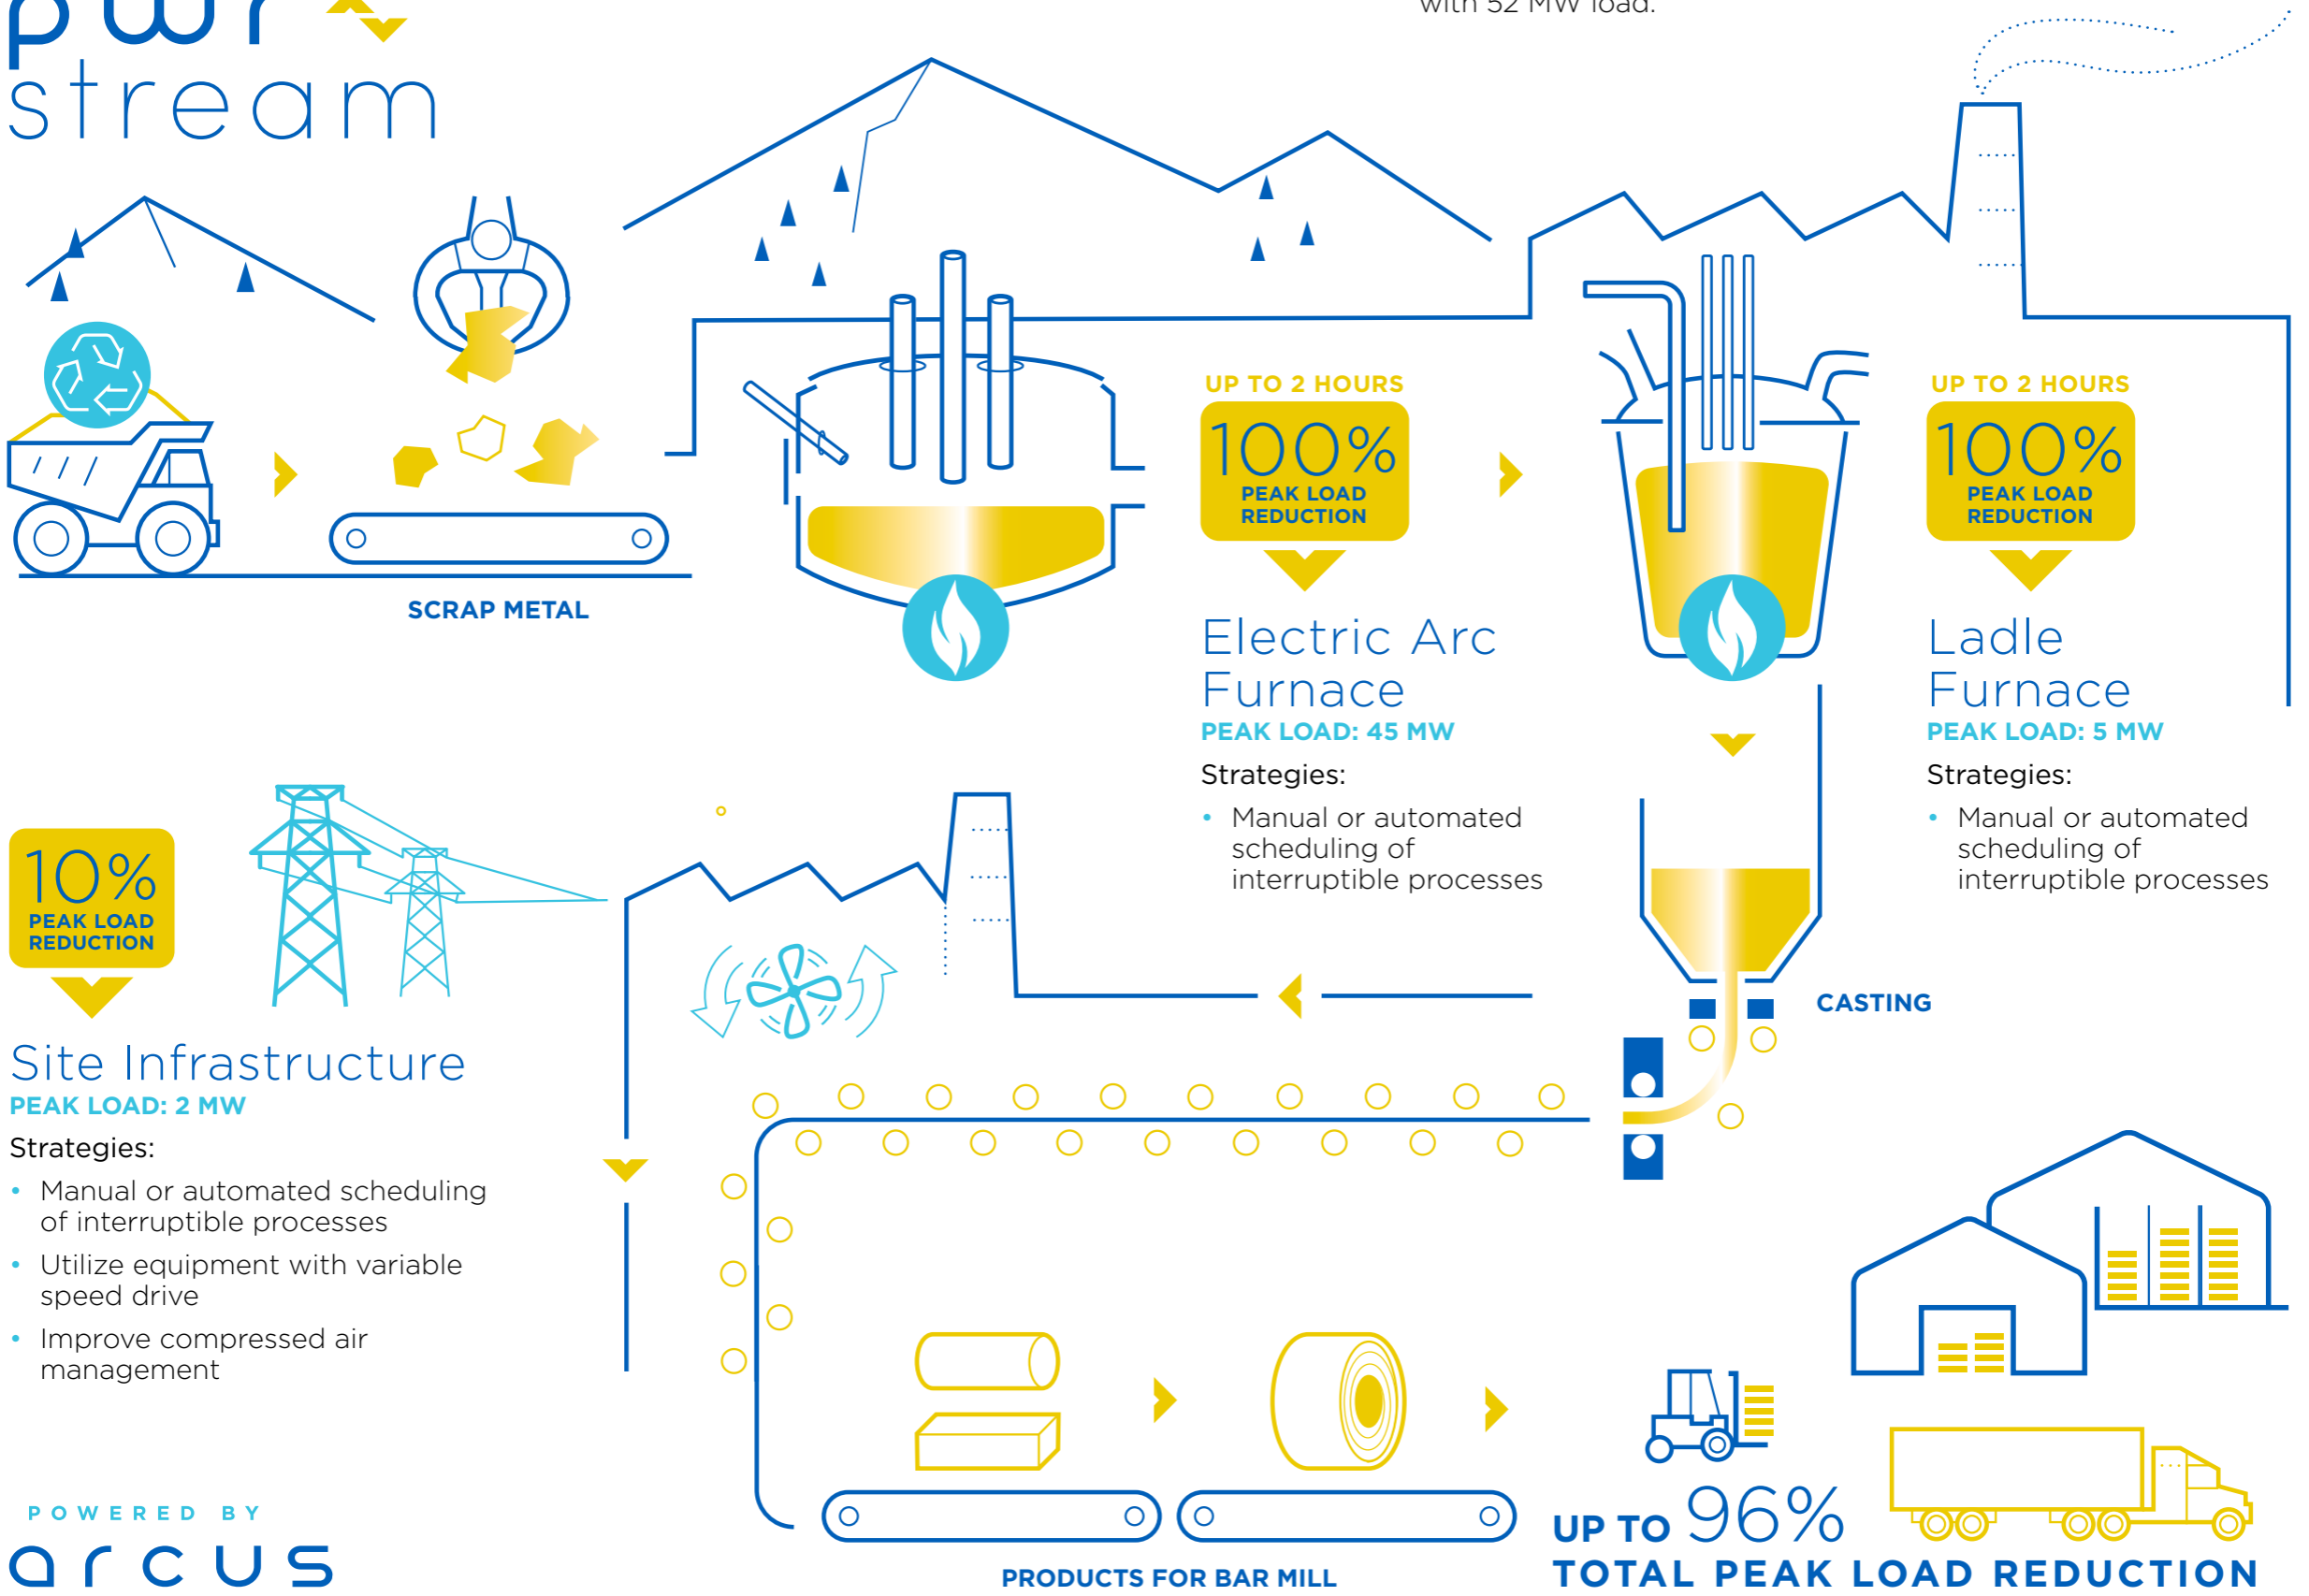 pwr
stream
with 52 MW load.
SCRAP METAL
UP TO 2 HOURS
100%
PEAK LOAD
REDUCTION
Electric Arc
Furnace
PEAK LOAD: 45 MW
Strategies:
• Manual or automated
scheduling of
interruptible processes
UP TO 2 HOURS
100%
PEAK LOAD
REDUCTION
Ladle
Furnace
PEAK LOAD: 5 MW
Strategies:
• Manual or automated
scheduling of
interruptible processes
CASTING
10%
PEAK LOAD
REDUCTION
Site Infrastructure
PEAK LOAD: 2 MW
Strategies:
• Manual or automated scheduling
of interruptible processes
• Utilize equipment with variable
speed drive
• Improve compressed air
management
PRODUCTS FOR BAR MILL
UP TO 96%
TOTAL PEAK LOAD REDUCTION
POWERED BY
arcus